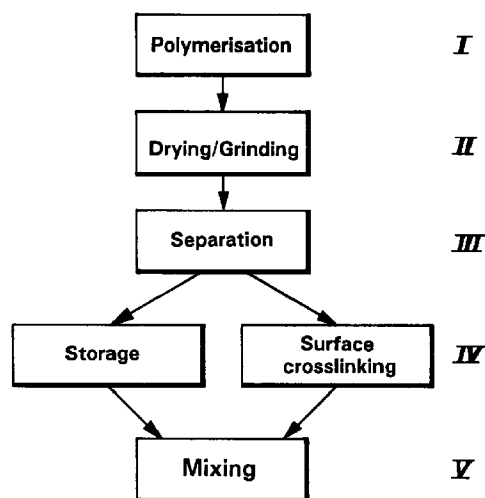 Polymerisation I
Drying/Grinding II
Separation III
Storage Surface crosslinking IV
Mixing V